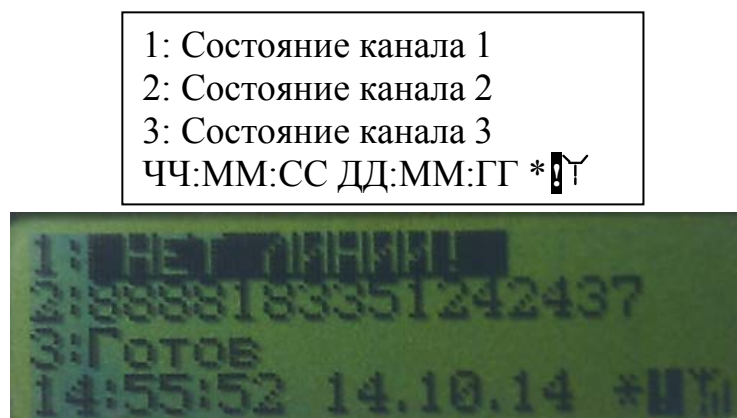 1: Состояние канала 1
2: Состояние канала 2
3: Состояние канала 3
ЧЧ:ММ:СС ДД:ММ:ГГ *!
1:Нет линии!
2:88881833351242437
3:Готов
14:55:52 14.10.14 *!